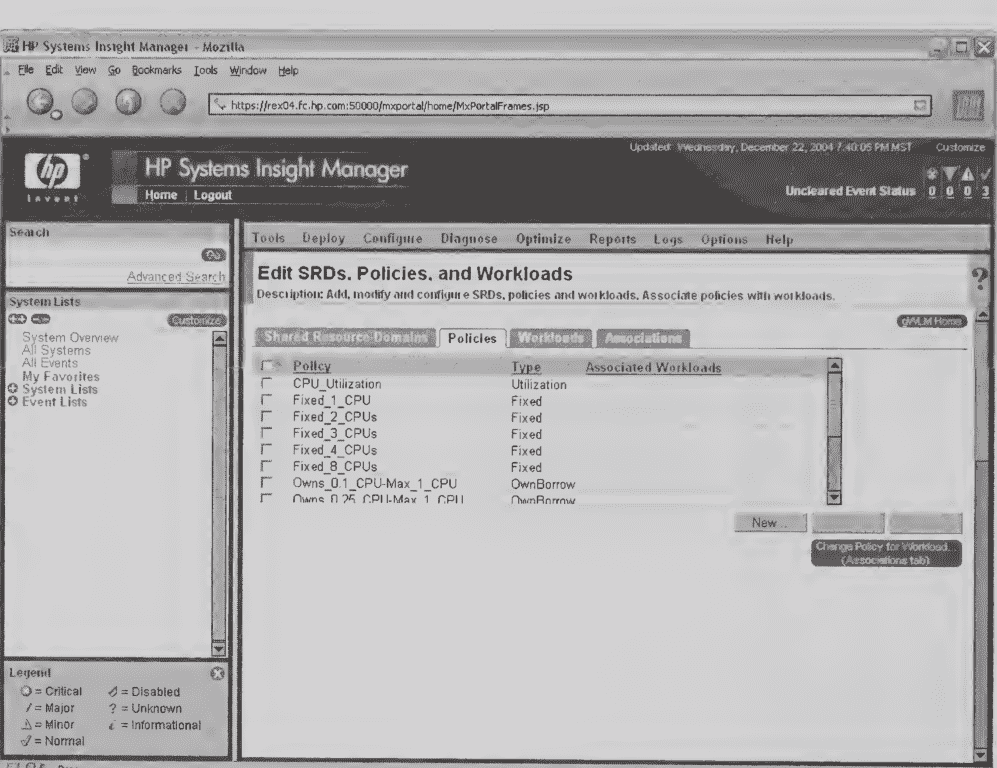 HP Systems Insight Manager - Mozilla
File Edit View Go Bookmarks Tools Window Help
https://rex04.fc.hp.com:50000/mxportal/home/MxPortalFrames.jsp
Updated: Wednesday, December 22, 2004 7:40:05 PM MST Customize
hp
invent
HP Systems Insight Manager
Home | Logout
Uncleared Event Status 0 0 0 3
Search
Go
Advanced Search
System Lists
Customize
System Overview
All Systems
All Events
My Favorites
System Lists
Event Lists
Legend
= Critical = Disabled
= Major ? = Unknown
= Minor i = Informational
= Normal
Tools Deploy Configure Diagnose Optimize Reports Logs Options Help
Edit SRDs, Policies, and Workloads
?
Description: Add, modify and configure SRDs, policies and workloads. Associate policies with workloads.
gWLM Home
Shared Resource Domains Policies Workloads Associations
Policy Type Associated Workloads
CPU_Utilization Utilization
Fixed_1_CPU Fixed
Fixed_2_CPUs Fixed
Fixed_3_CPUs Fixed
Fixed_4_CPUs Fixed
Fixed_8_CPUs Fixed
Owns_0.1_CPU-Max_1_CPU OwnBorrow
Owns_0.25_CPU-Max_1_CPU OwnBorrow
New...
Change Policy for Workload...
(Associations tab)